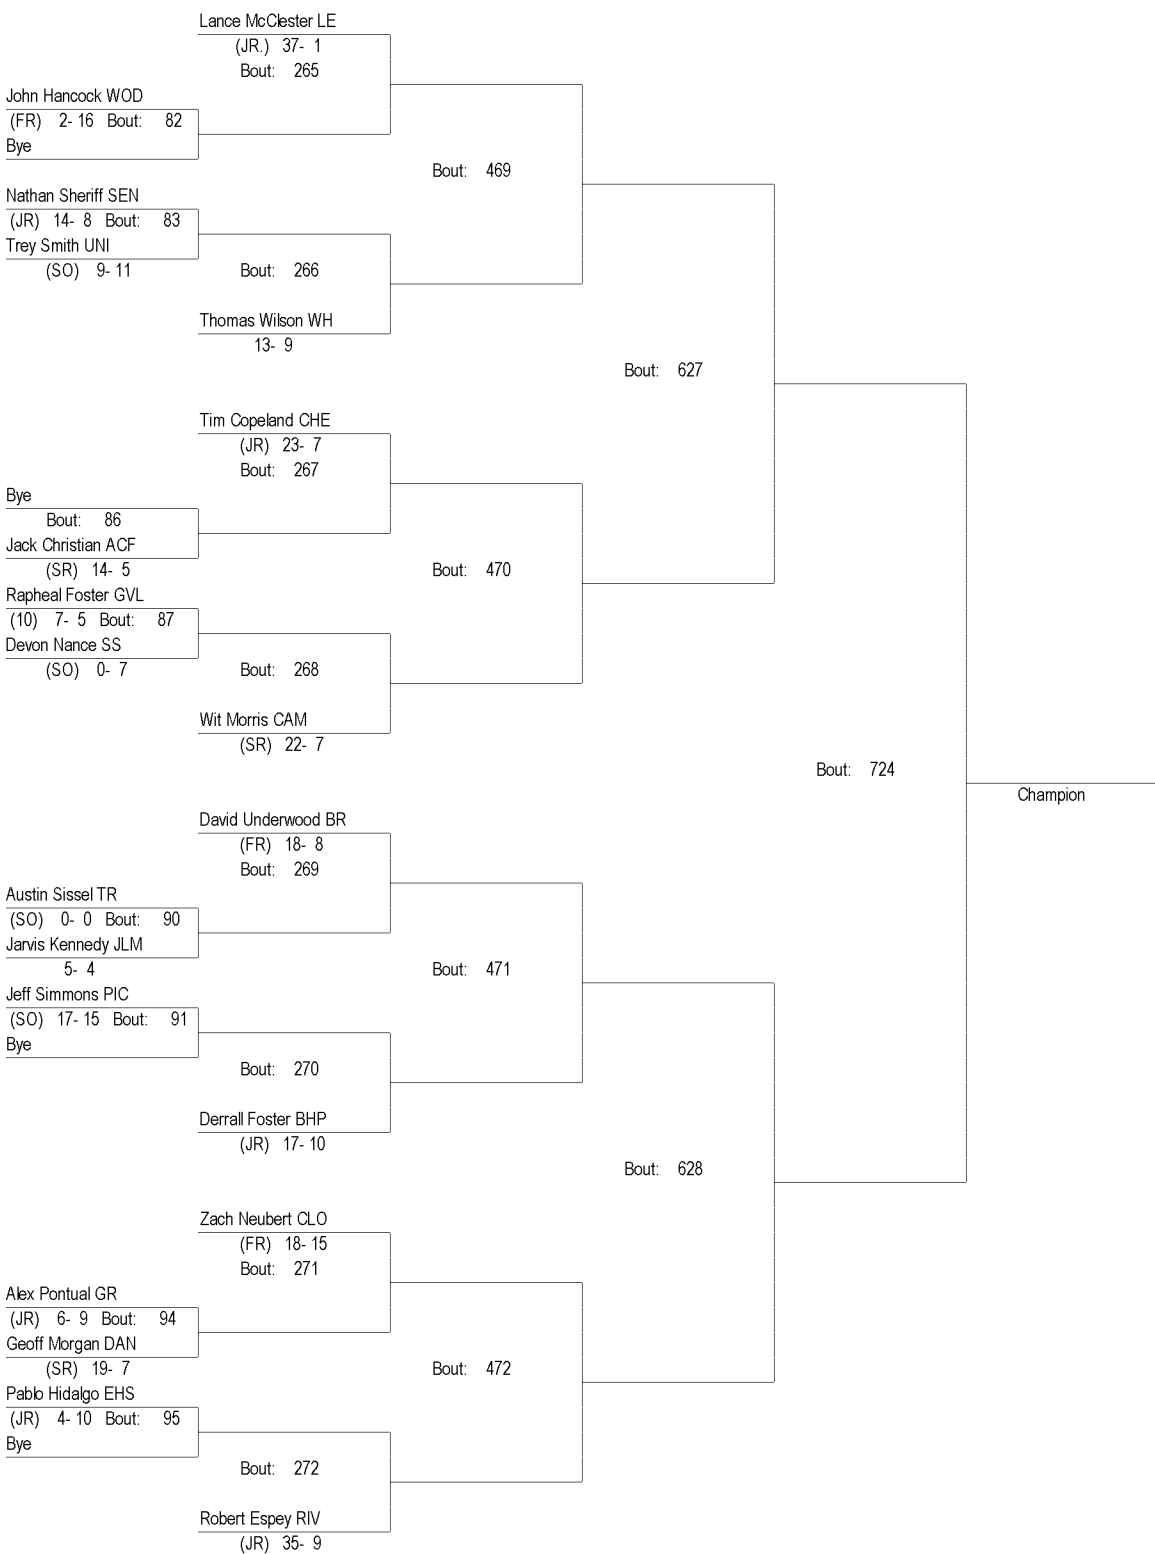 Lance McClester LE
(JR.) 37- 1
Bout: 265
John Hancock WOD
(FR) 2- 16 Bout: 82
Bye
Bout: 469
Nathan Sheriff SEN
(JR) 14- 8 Bout: 83
Trey Smith UNI
(SO) 9- 11
Bout: 266
Thomas Wilson WH
13- 9
Bout: 627
Tim Copeland CHE
(JR) 23- 7
Bout: 267
Bye
Bout: 86
Jack Christian ACF
(SR) 14- 5
Bout: 470
Rapheal Foster GVL
(10) 7- 5 Bout: 87
Devon Nance SS
(SO) 0- 7
Bout: 268
Wit Morris CAM
(SR) 22- 7
Bout: 724
Champion
David Underwood BR
(FR) 18- 8
Bout: 269
Austin Sissel TR
(SO) 0- 0 Bout: 90
Jarvis Kennedy JLM
5- 4
Bout: 471
Jeff Simmons PIC
(SO) 17- 15 Bout: 91
Bye
Bout: 270
Derrall Foster BHP
(JR) 17- 10
Bout: 628
Zach Neubert CLO
(FR) 18- 15
Bout: 271
Alex Pontual GR
(JR) 6- 9 Bout: 94
Geoff Morgan DAN
(SR) 19- 7
Bout: 472
Pablo Hidalgo EHS
(JR) 4- 10 Bout: 95
Bye
Bout: 272
Robert Espey RIV
(JR) 35- 9